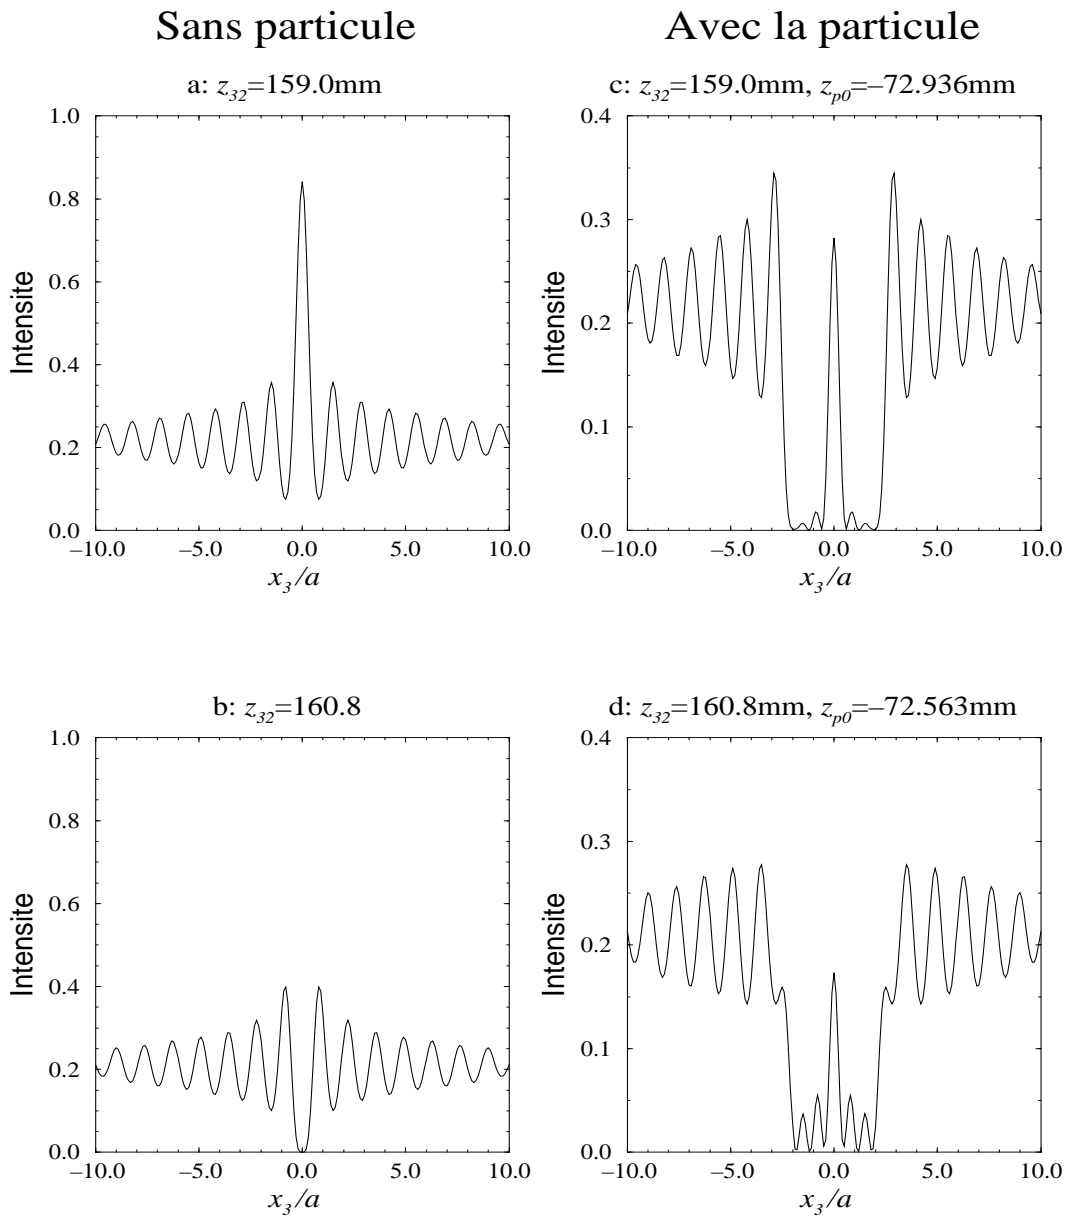 Sans particule
Avec la particule
a: z32=159.0mm
c: z32=159.0mm, zp0=–72.936mm
1.0
0.8
0.6
0.4
0.2
0.0
Intensite
–10.0 –5.0 0.0 5.0 10.0
x3/a
0.4
0.3
0.2
0.1
0.0
Intensite
–10.0 –5.0 0.0 5.0 10.0
x3/a
b: z32=160.8
d: z32=160.8mm, zp0=–72.563mm
1.0
0.8
0.6
0.4
0.2
0.0
Intensite
–10.0 –5.0 0.0 5.0 10.0
x3/a
0.4
0.3
0.2
0.1
0.0
Intensite
–10.0 –5.0 0.0 5.0 10.0
x3/a